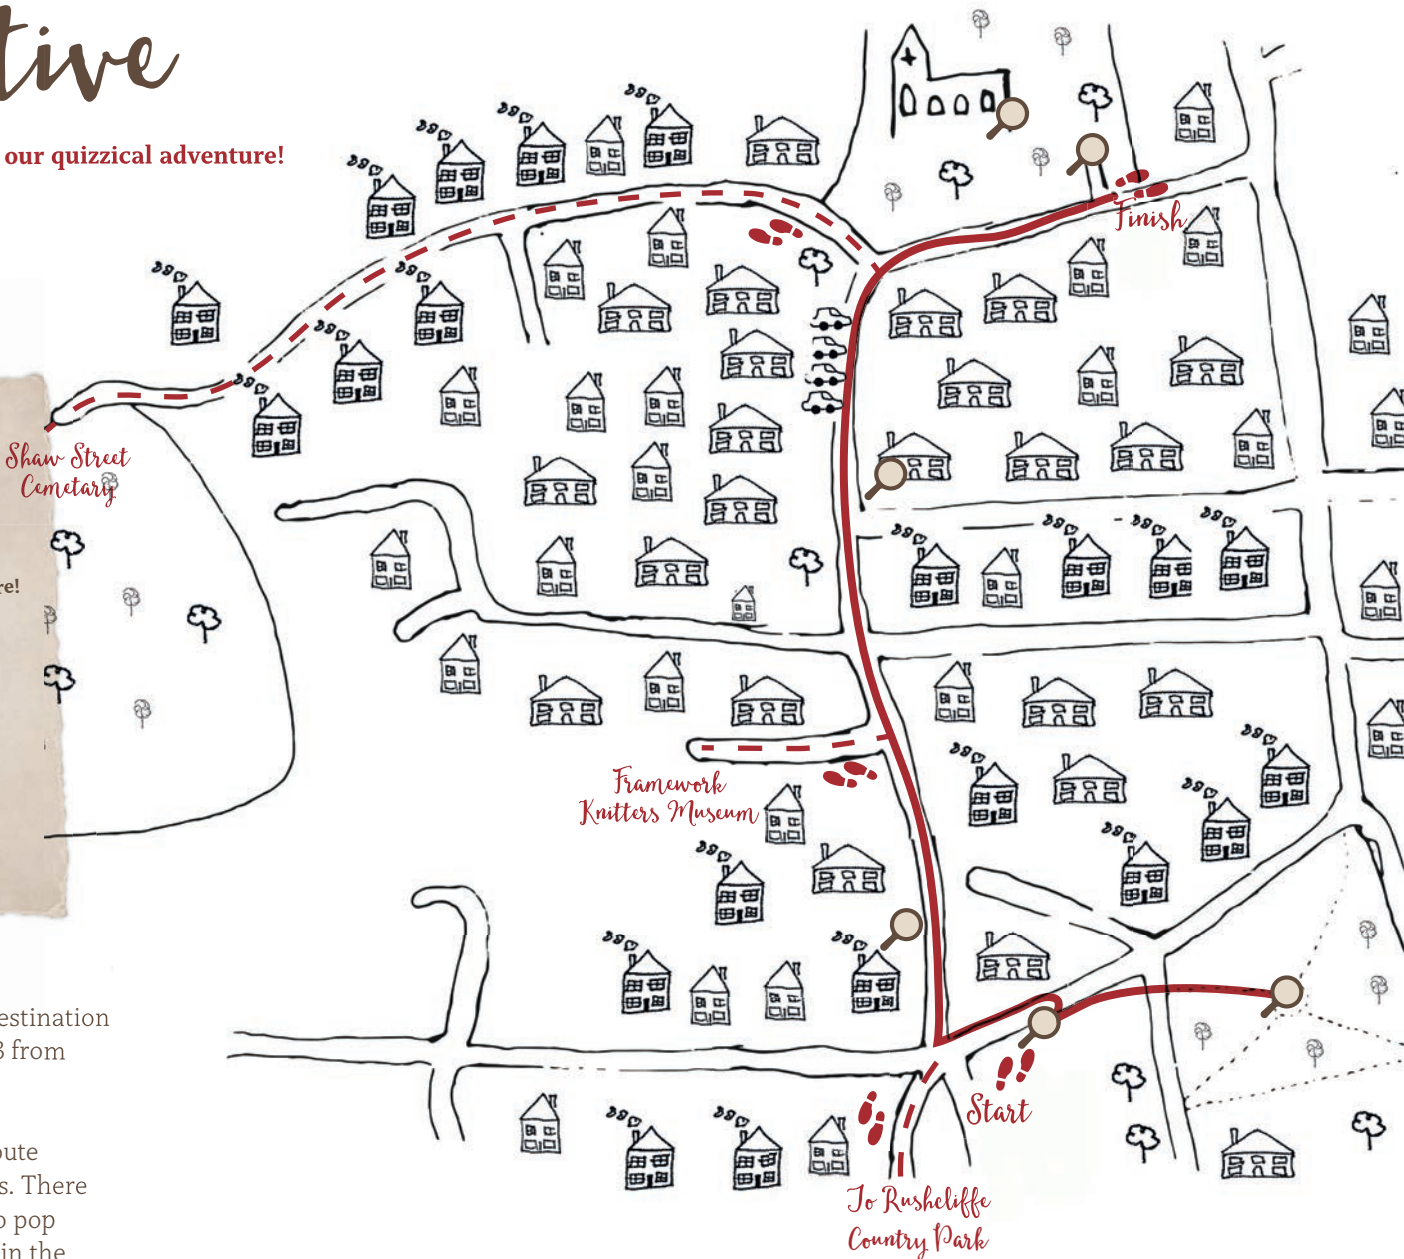 tive
our quizzical adventure!
Finish
Shaw Street
Cemetary
re!
Framework
Knitters Museum
estination
3 from
Start
oute
s. There
o pop
in the
To Rushcliffe
Country Park